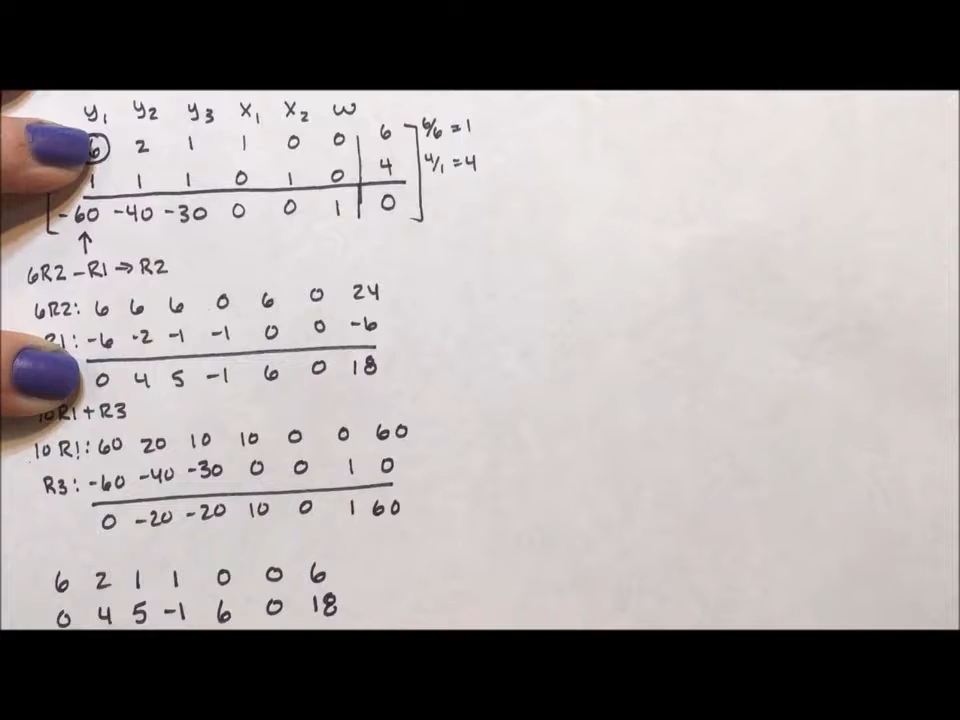 y₁ y₂ y₃ x₁ x₂ w
6 2 1 1 0 0 6 6/6 = 1
1 1 1 0 1 0 4 4/1 = 4
-60 -40 -30 0 0 1 0
↑
6R2 - R1 → R2
6R2: 6 6 6 0 6 0 24
R1: -6 -2 -1 -1 0 0 -6
0 4 5 -1 6 0 18
10R1 + R3
10R1: 60 20 10 10 0 0 60
R3: -60 -40 -30 0 0 1 0
0 -20 -20 10 0 1 60
6 2 1 1 0 0 6
0 4 5 -1 6 0 18